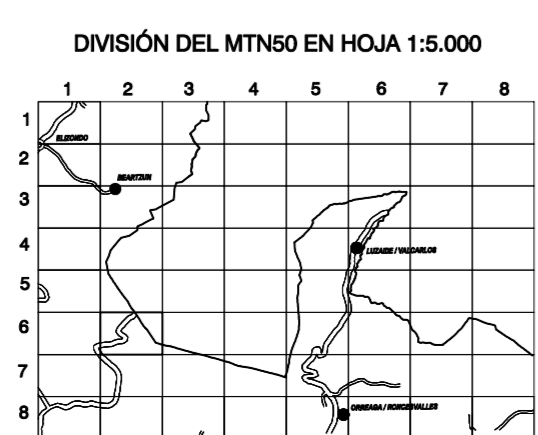 DIVISIÓN DEL MTN50 EN HOJA 1:5.000
1 2 3 4 5 6 7 8
1
ELIZONDO
2
BEARTZUN
3
4
LUZAIDE / VALCARLOS
5
6
7
8
ORREAGA / RONCESVALLES